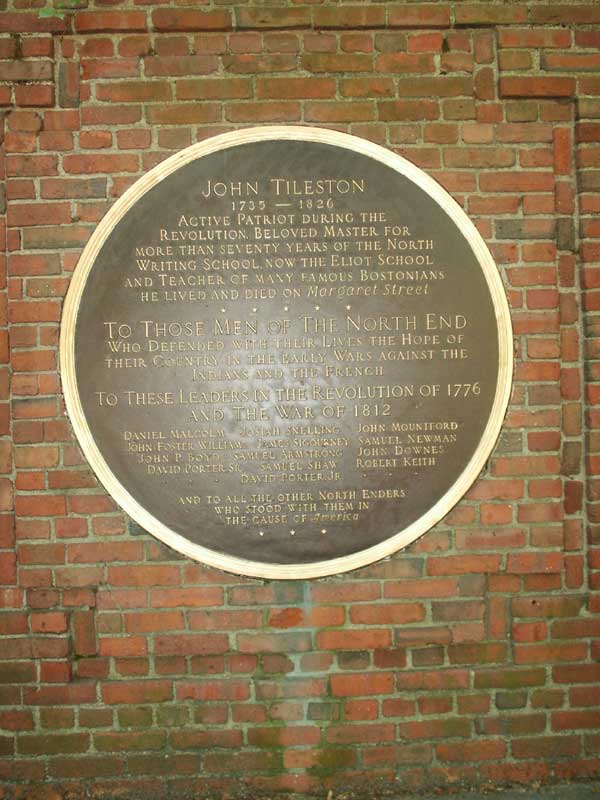 JOHN TILESTON
1735 — 1826
ACTIVE PATRIOT DURING THE
REVOLUTION. BELOVED MASTER FOR
MORE THAN SEVENTY YEARS OF THE NORTH
WRITING SCHOOL, NOW THE ELIOT SCHOOL
AND TEACHER OF MANY FAMOUS BOSTONIANS
HE LIVED AND DIED ON Margaret Street
TO THOSE MEN OF THE NORTH END
WHO DEFENDED WITH THEIR LIVES THE HOPE OF
THEIR COUNTRY IN THE EARLY WARS AGAINST THE
INDIANS AND THE FRENCH
TO THESE LEADERS IN THE REVOLUTION OF 1776
AND THE WAR OF 1812
DANIEL MALCOLM JOSIAH SNELLING JOHN MOUNTFORD
JOHN FOSTER WILLIAMS JAMES SIGOURNEY SAMUEL NEWMAN
JOHN P BOYD SAMUEL ARMSTRONG JOHN DOWNES
DAVID PORTER SR SAMUEL SHAW ROBERT KEITH
DAVID PORTER JR
AND TO ALL THE OTHER NORTH ENDERS
WHO STOOD WITH THEM IN
THE CAUSE OF America